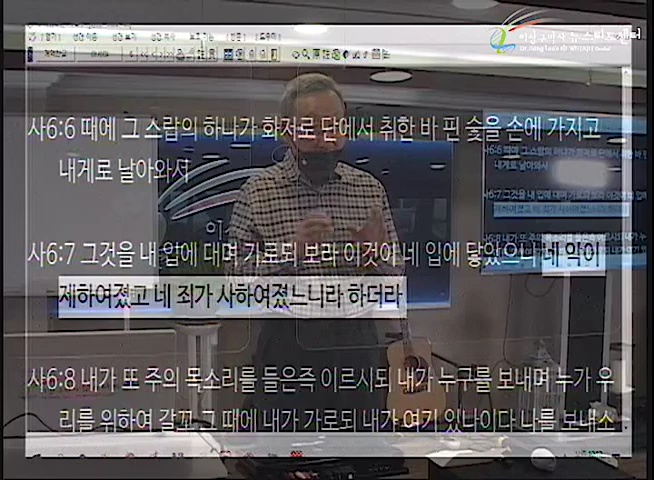 사6:6 때에 그 스랍의 하나가 화저로 단에서 취한 바 핀 숯을 손에 가지고
내게로 날아와서
사6:7 그것을 내 입에 대며 가로되 보라 이것이 네 입에 닿았으니 네 악이
제하여졌고 네 죄가 사하여졌느니라 하더라
사6:8 내가 또 주의 목소리를 들은즉 이르시되 내가 누구를 보내며 누가 우
리를 위하여 갈꼬 그 때에 내가 가로되 내가 여기 있나이다 나를 보내소